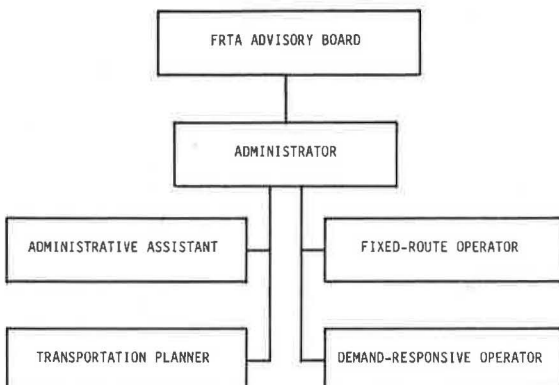 FRTA ADVISORY BOARD
ADMINISTRATOR
ADMINISTRATIVE ASSISTANT
FIXED-ROUTE OPERATOR
TRANSPORTATION PLANNER
DEMAND-RESPONSIVE OPERATOR